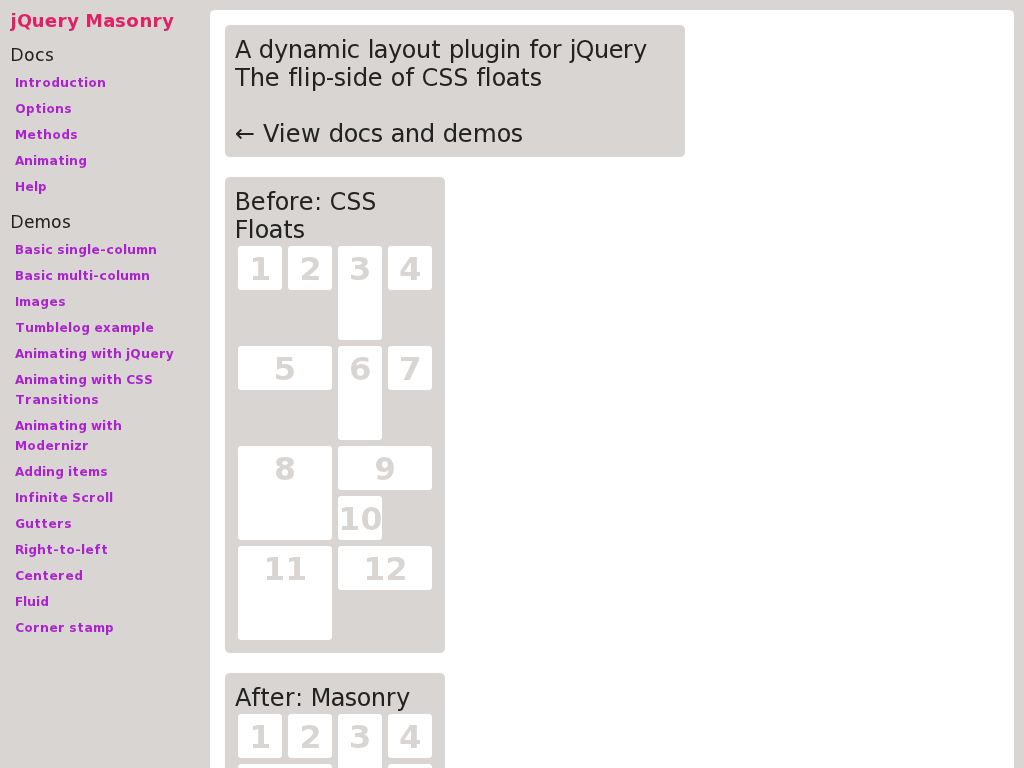 jQuery Masonry
Docs
Introduction
Options
Methods
Animating
Help
Demos
Basic single-column
Basic multi-column
Images
Tumblelog example
Animating with jQuery
Animating with CSS
Transitions
Animating with
Modernizr
Adding items
Infinite Scroll
Gutters
Right-to-left
Centered
Fluid
Corner stamp
A dynamic layout plugin for jQuery
The flip-side of CSS floats
← View docs and demos
Before: CSS
Floats
1 2 3 4
5 6 7
8 9
10
11 12
After: Masonry
1 2 3 4